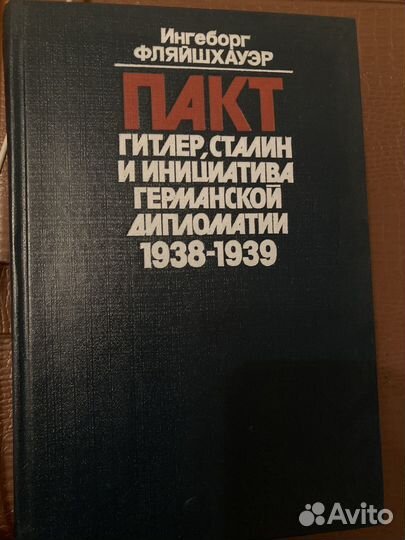 Ингеборг
ФЛЯЙШХАУЭР
ПАКТ
ГИТЛЕР, СТАЛИН
И ИНИЦИАТИВА
ГЕРМАНСКОЙ
ДИПЛОМАТИИ
1938-1939
Avito